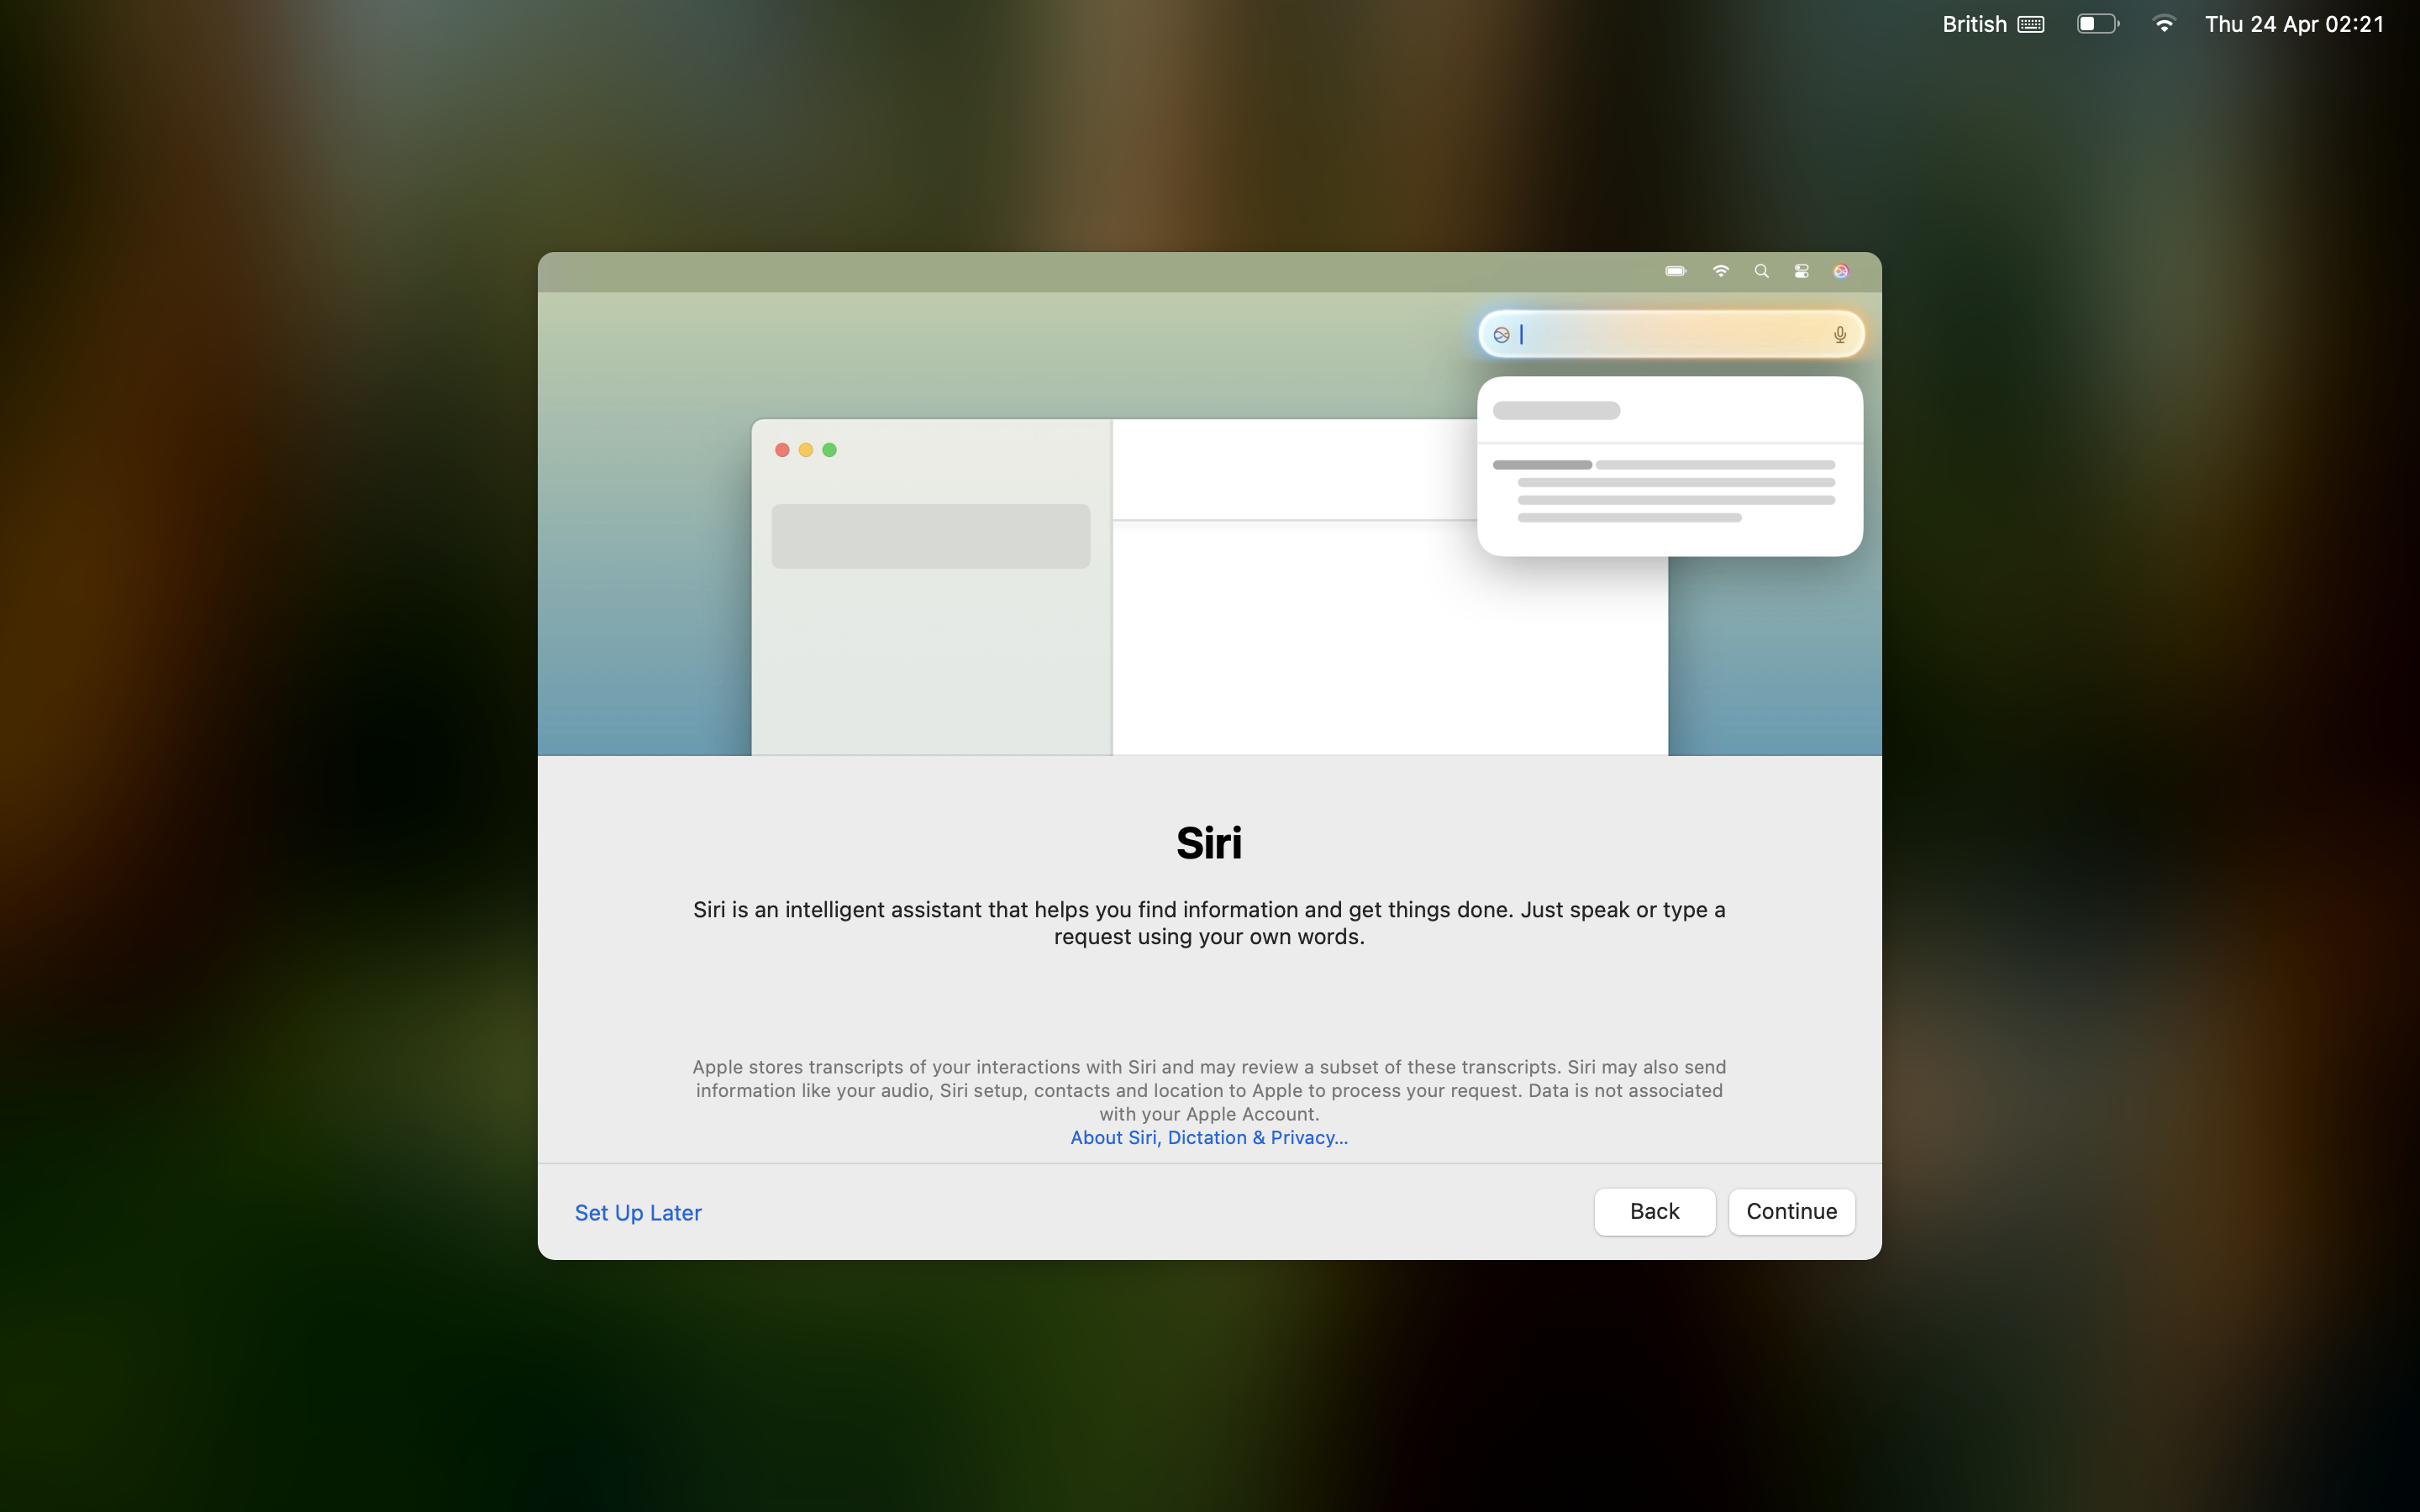 British
Thu 24 Apr 02:21
Siri
Siri is an intelligent assistant that helps you find information and get things done. Just speak or type a
request using your own words.
Apple stores transcripts of your interactions with Siri and may review a subset of these transcripts. Siri may also send
information like your audio, Siri setup, contacts and location to Apple to process your request. Data is not associated
with your Apple Account.
About Siri, Dictation & Privacy...
Set Up Later
Back
Continue